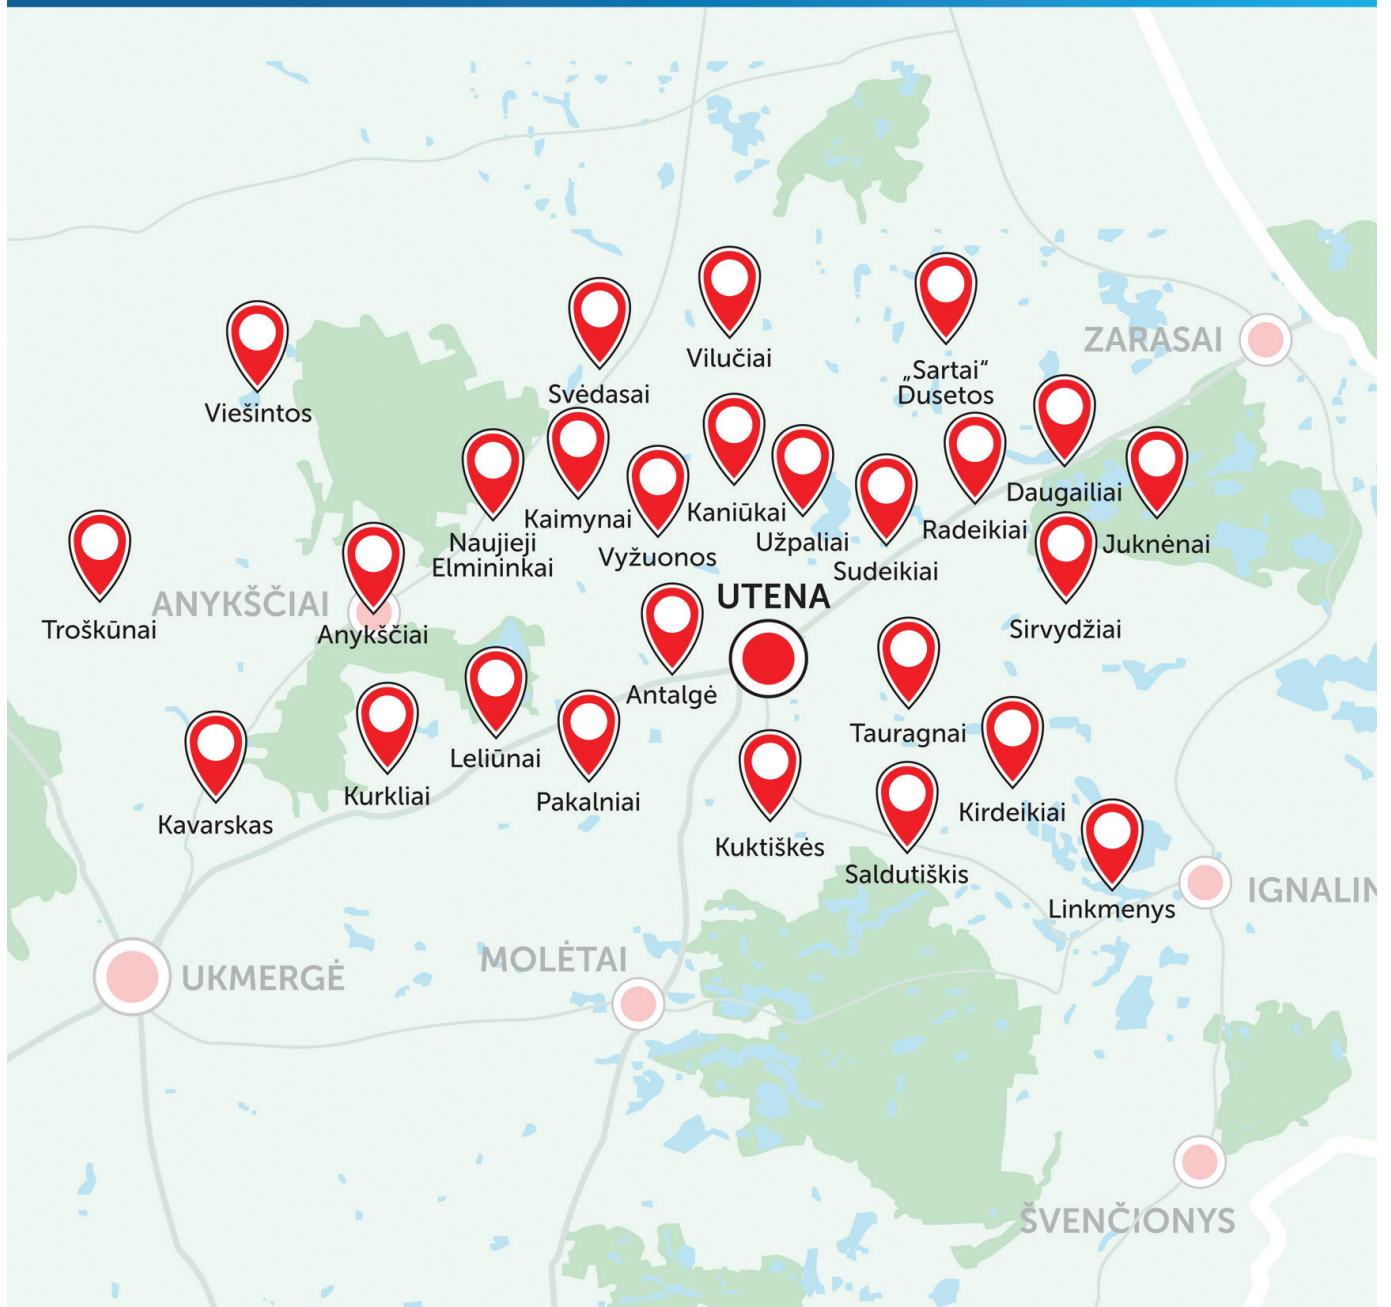 ZARASAI
Vilučiai
„Sartai“
Dusetos
Svėdasai
Viešintos
Daugailiai
Kaniūkai
Kaimynai
Radeikiai
Užpaliai
Juknėnai
Naujieji
Elmininkai
Vyžuonos
Sudeikiai
UTENA
ANYKŠČIAI
Troškūnai
Anykščiai
Sirvydžiai
Antalgė
Tauragnai
Leliūnai
Kurkliai
Pakalniai
Kirdeikiai
Kavarskas
Kuktiškės
Saldutiškis
IGNALIN
Linkmenys
MOLĖTAI
UKMERGĖ
ŠVENČIONYS